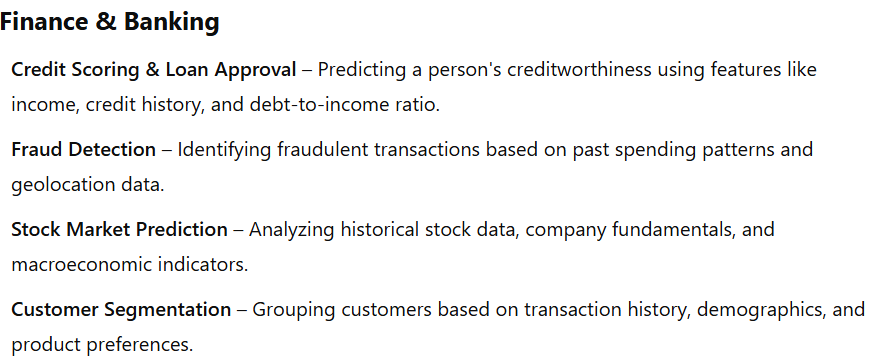 Finance & Banking
Credit Scoring & Loan Approval – Predicting a person's creditworthiness using features like
income, credit history, and debt-to-income ratio.
Fraud Detection – Identifying fraudulent transactions based on past spending patterns and
geolocation data.
Stock Market Prediction – Analyzing historical stock data, company fundamentals, and
macroeconomic indicators.
Customer Segmentation – Grouping customers based on transaction history, demographics, and
product preferences.